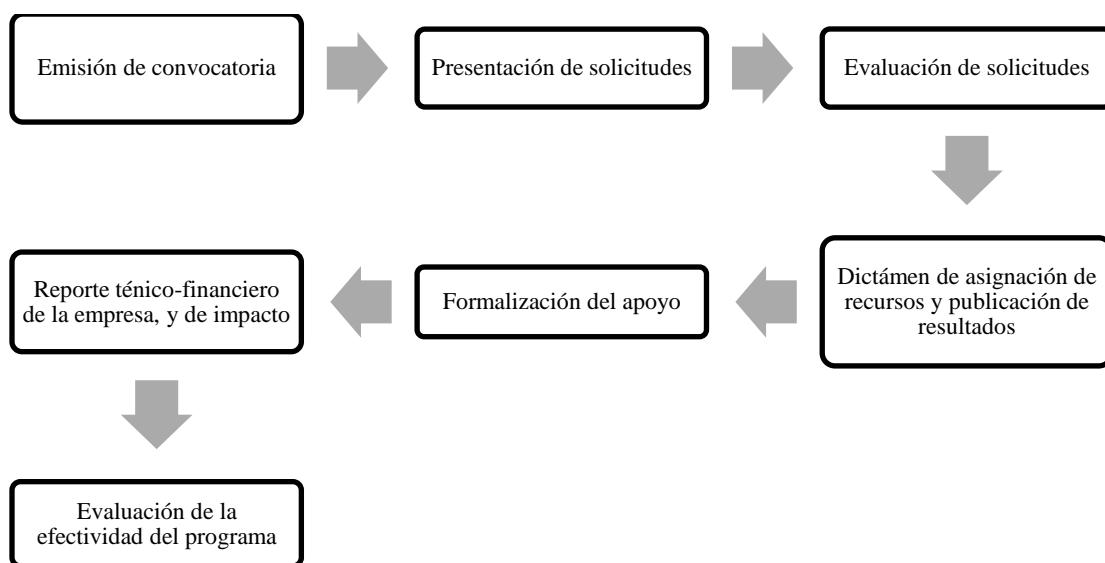 Emisión de convocatoria
Presentación de solicitudes
Evaluación de solicitudes
Dictámen de asignación de
recursos y publicación de
resultados
Formalización del apoyo
Reporte ténico-financiero
de la empresa, y de impacto
Evaluación de la
efectividad del programa